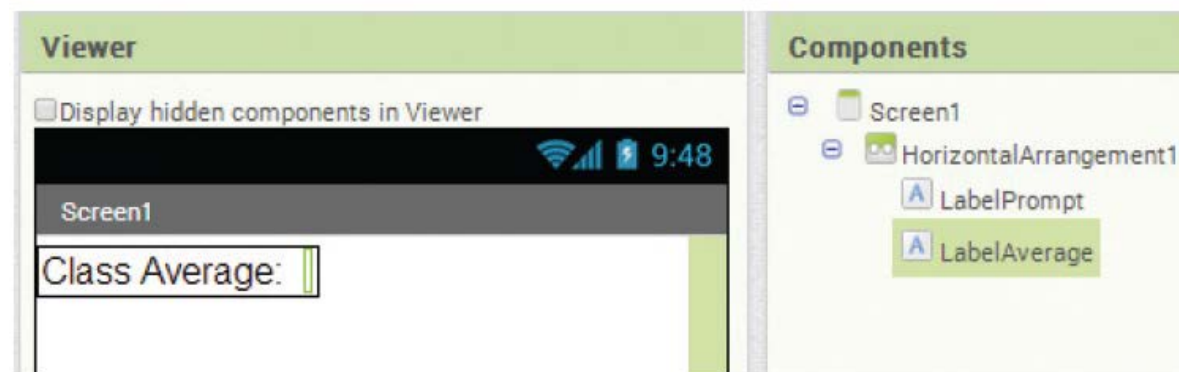 Viewer
Display hidden components in Viewer
9:48
Screen1
Class Average:
Components
Screen1
HorizontalArrangement1
A LabelPrompt
A LabelAverage